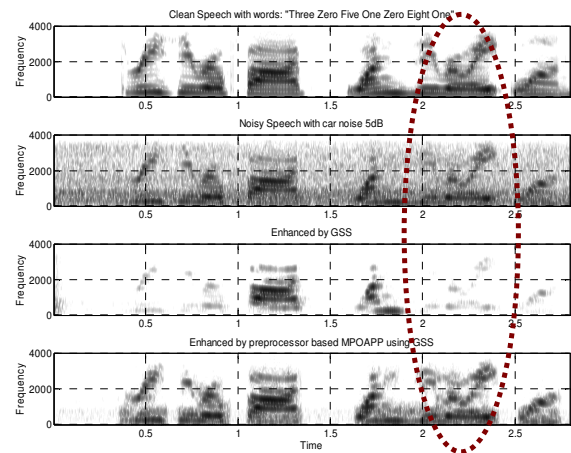 Clean Speech with words: "Three Zero Five One Zero Eight One"
4000
2000
0
Frequency
0.5 1 1.5 2 2.5
Noisy Speech with car noise 5dB
4000
2000
0
Frequency
0.5 1 1.5 2 2.5
Enhanced by GSS
4000
2000
0
Frequency
0.5 1 1.5 2 2.5
Enhanced by preprocessor based MPOAPP using GSS
4000
2000
0
Frequency
0.5 1 1.5 2 2.5
Time